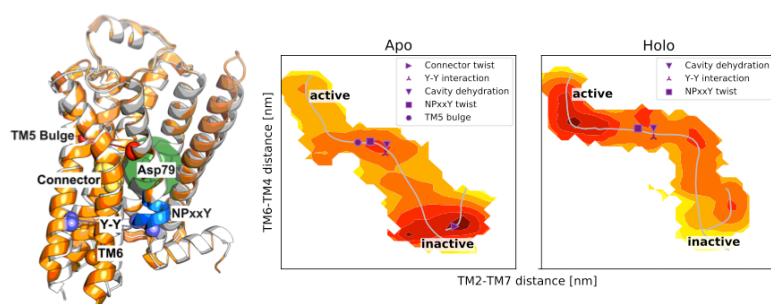 TM5 Bulge
Asp79
Connector
NPxxY
Y-Y
TM6
Apo
Connector twist
Y-Y interaction
Cavity dehydration
NPxxY twist
TM5 bulge
active
inactive
TM6-TM4 distance [nm]
Holo
Cavity dehydration
Y-Y interaction
NPxxY twist
active
inactive
TM2-TM7 distance [nm]